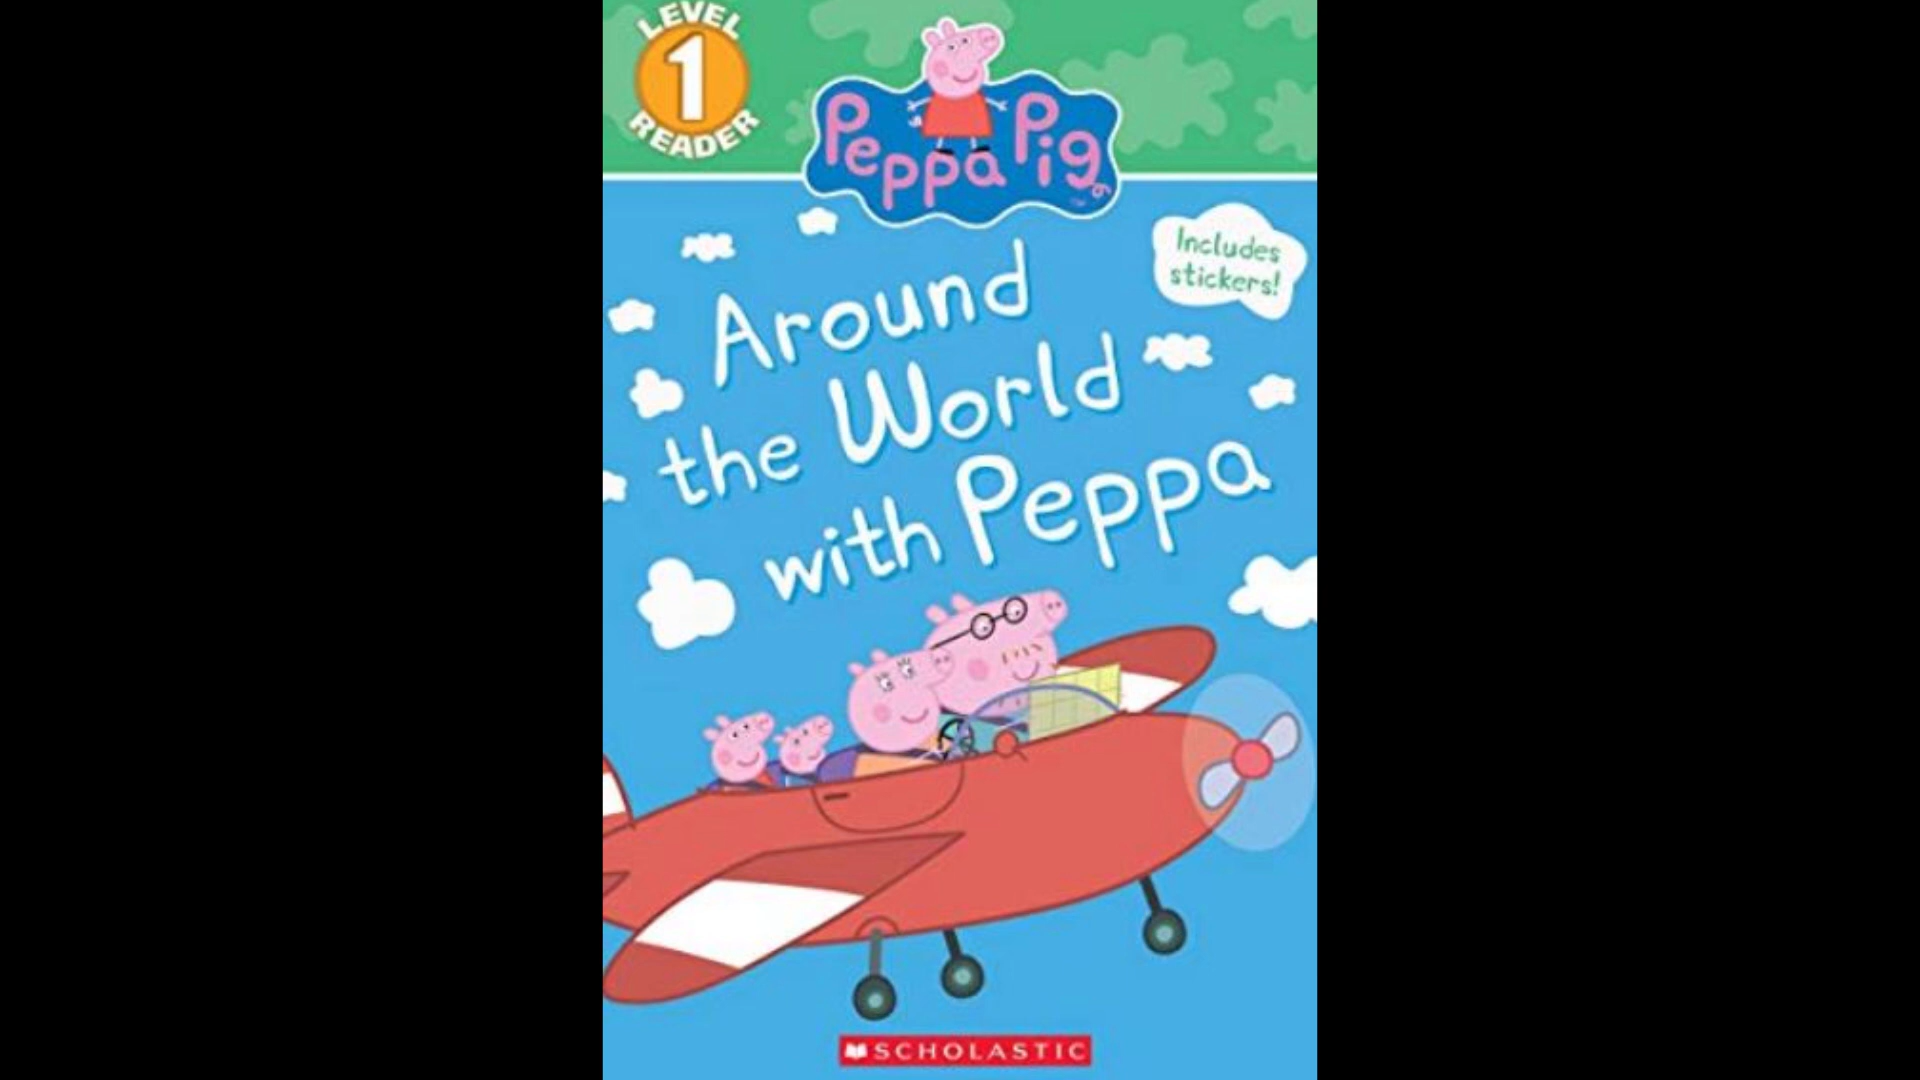 LEVEL
1
READER
Peppa Pig
Includes
stickers!
Around
the World
with Peppa
SCHOLASTIC